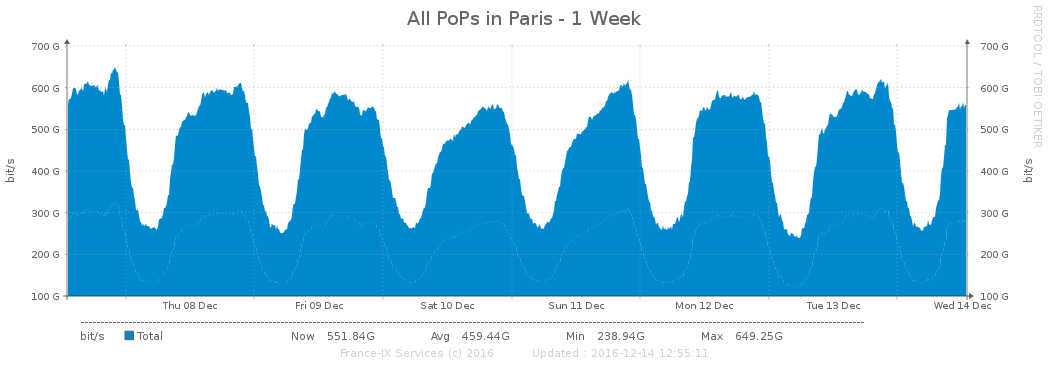 All PoPs in Paris - 1 Week
RRDTOOL / TOBI OETIKER
700 G 700 G
600 G 600 G
500 G 500 G
400 G 400 G
300 G 300 G
200 G 200 G
100 G 100 G
bit/s
bit/s
Thu 08 Dec Fri 09 Dec Sat 10 Dec Sun 11 Dec Mon 12 Dec Tue 13 Dec Wed 14 Dec
bit/s Total Now 551.84G Avg 459.44G Min 238.94G Max 649.25G
France-IX Services (c) 2016 Updated : 2016-12-14 12:55:11